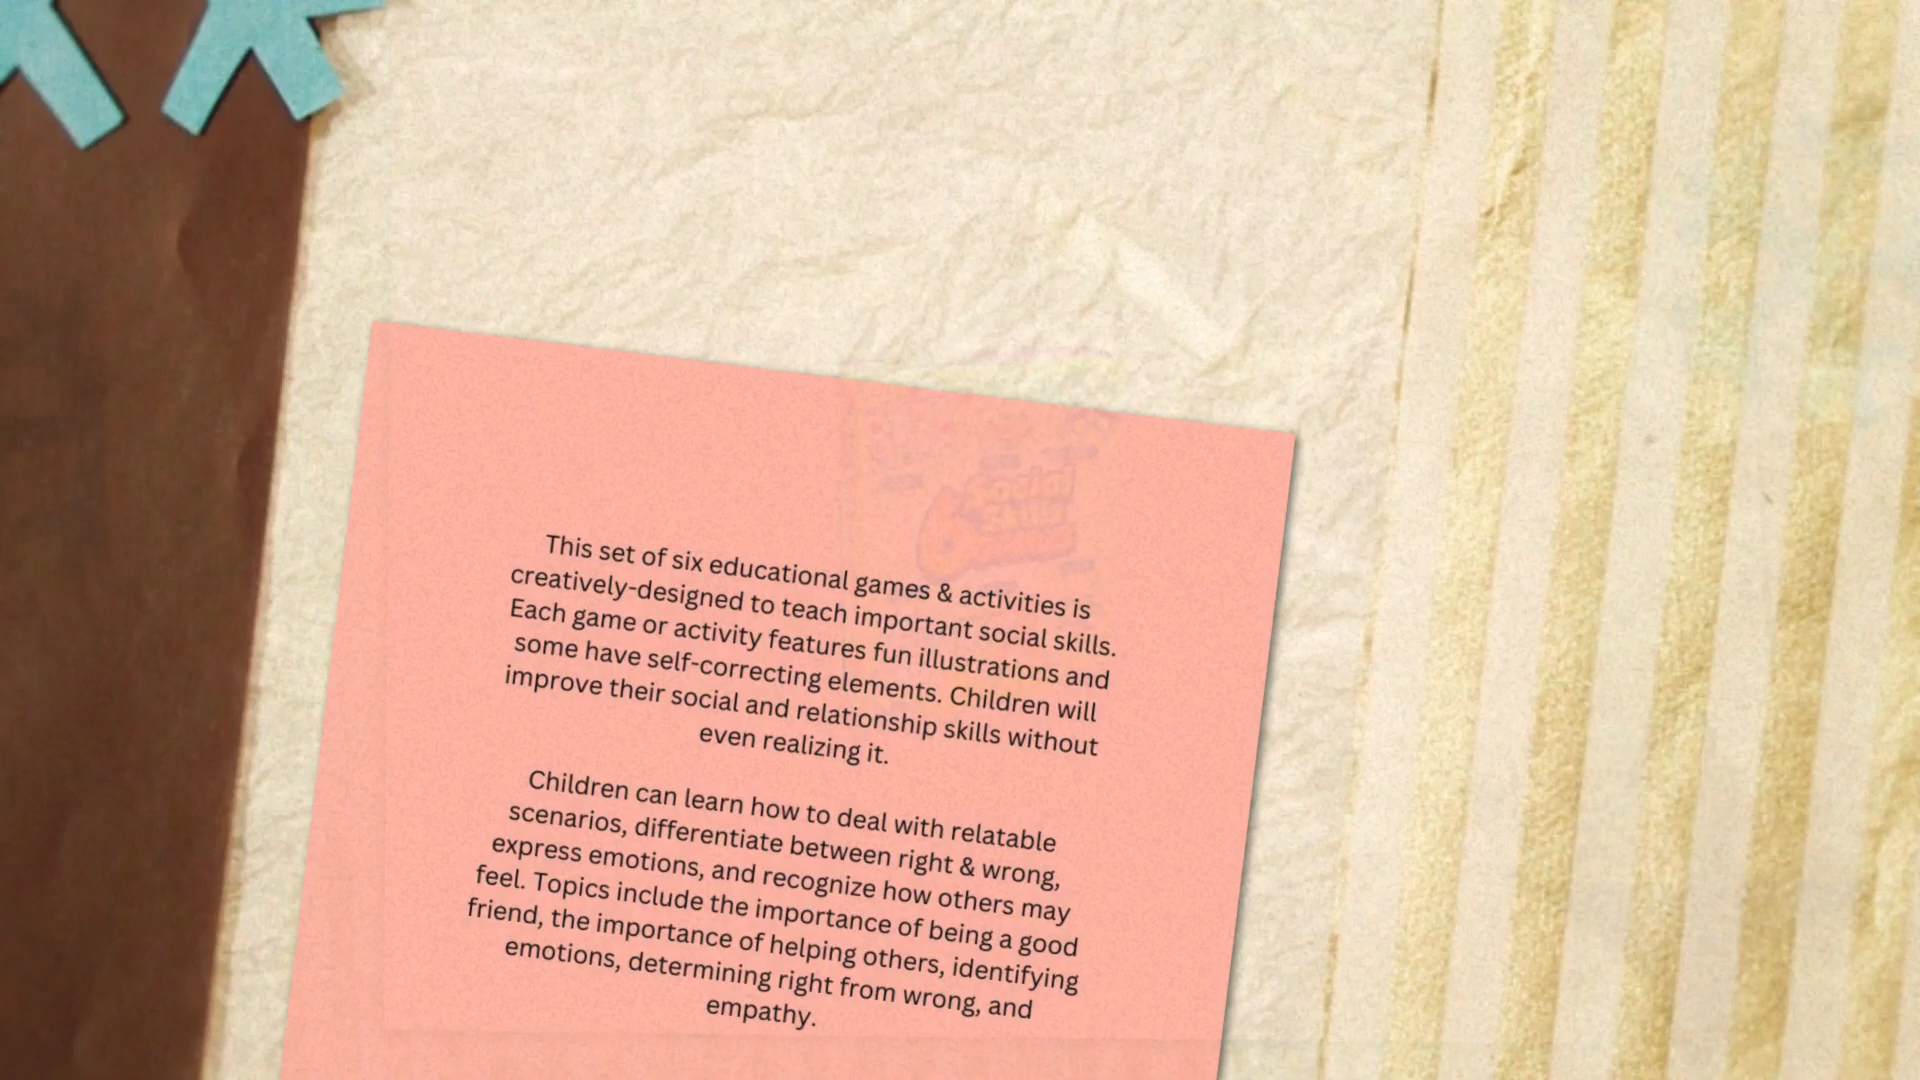 6 Social
Skills
This set of six educational games & activities is
creatively-designed to teach important social skills.
Each game or activity features fun illustrations and
some have self-correcting elements. Children will
improve their social and relationship skills without
even realizing it.
Children can learn how to deal with relatable
scenarios, differentiate between right & wrong,
express emotions, and recognize how others may
feel. Topics include the importance of being a good
friend, the importance of helping others, identifying
emotions, determining right from wrong, and
empathy.